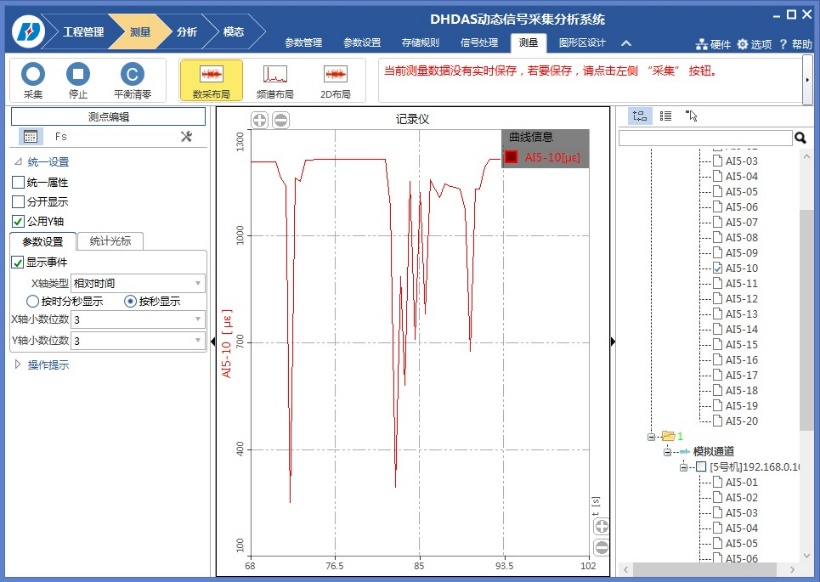 DHDAS动态信号采集分析系统
工程管理 测量 分析 模态
参数管理 参数设置 存储规则 信号处理 测量 图形区设计
硬件 选项 ? 帮助
采集 停止 平衡清零 数采布局 频谱布局 2D布局
当前测量数据没有实时保存，若要保存，请点击左侧 “采集” 按钮。
测点编辑
Fs
统一设置
统一属性
分开显示
公用Y轴
参数设置 统计光标
显示事件
X轴类型 相对时间
按时分秒显示 按秒显示
X轴小数位数 3
Y轴小数位数 3
操作提示
记录仪
曲线信息
AI5-10[με]
1300
1000
700
400
100
AI5-10 [ με ]
68 76.5 85 93.5 102
t [s]
AI5-03
AI5-04
AI5-05
AI5-06
AI5-07
AI5-08
AI5-09
AI5-10
AI5-11
AI5-12
AI5-13
AI5-14
AI5-15
AI5-16
AI5-17
AI5-18
AI5-19
AI5-20
1
模拟通道
[5号机]192.168.0.10
AI5-01
AI5-02
AI5-03
AI5-04
AI5-05
AI5-06